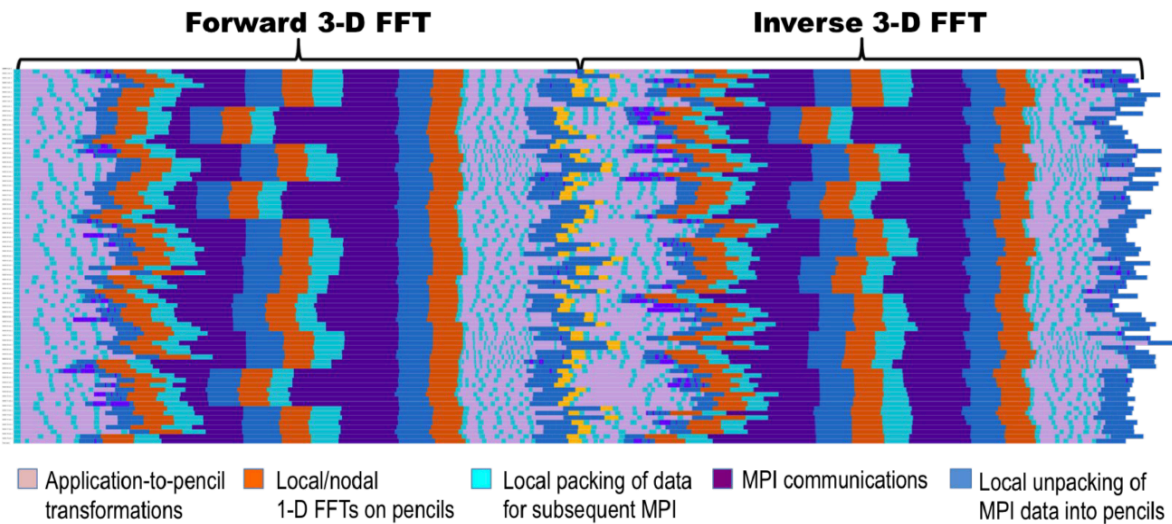 Forward 3-D FFT
Inverse 3-D FFT
Application-to-pencil
transformations
Local/nodal
1-D FFTs on pencils
Local packing of data
for subsequent MPI
MPI communications
Local unpacking of
MPI data into pencils